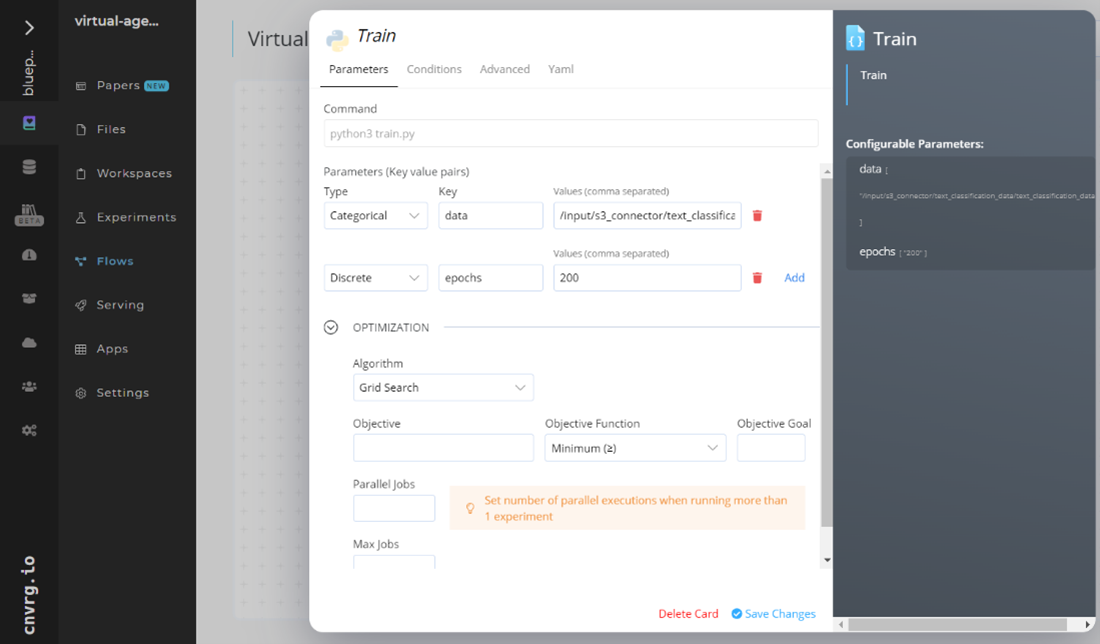 bluep...
BETA
cnvrg.io
virtual-age...
Papers NEW
Files
Workspaces
Experiments
Flows
Serving
Apps
Settings
Virtual
Train
Parameters Conditions Advanced Yaml
Command
python3 train.py
Parameters (Key value pairs)
Type Key Values (comma separated)
Categorical data /input/s3_connector/text_classifica
Values (comma separated)
Discrete epochs 200 Add
OPTIMIZATION
Algorithm
Grid Search
Objective Objective Function Objective Goal
Minimum (≥)
Parallel Jobs
Set number of parallel executions when running more than
1 experiment
Max Jobs
Delete Card Save Changes
{} Train
Train
Configurable Parameters:
data [
"/input/s3_connector/text_classification_data/text_classification_data
]
epochs [ "200" ]